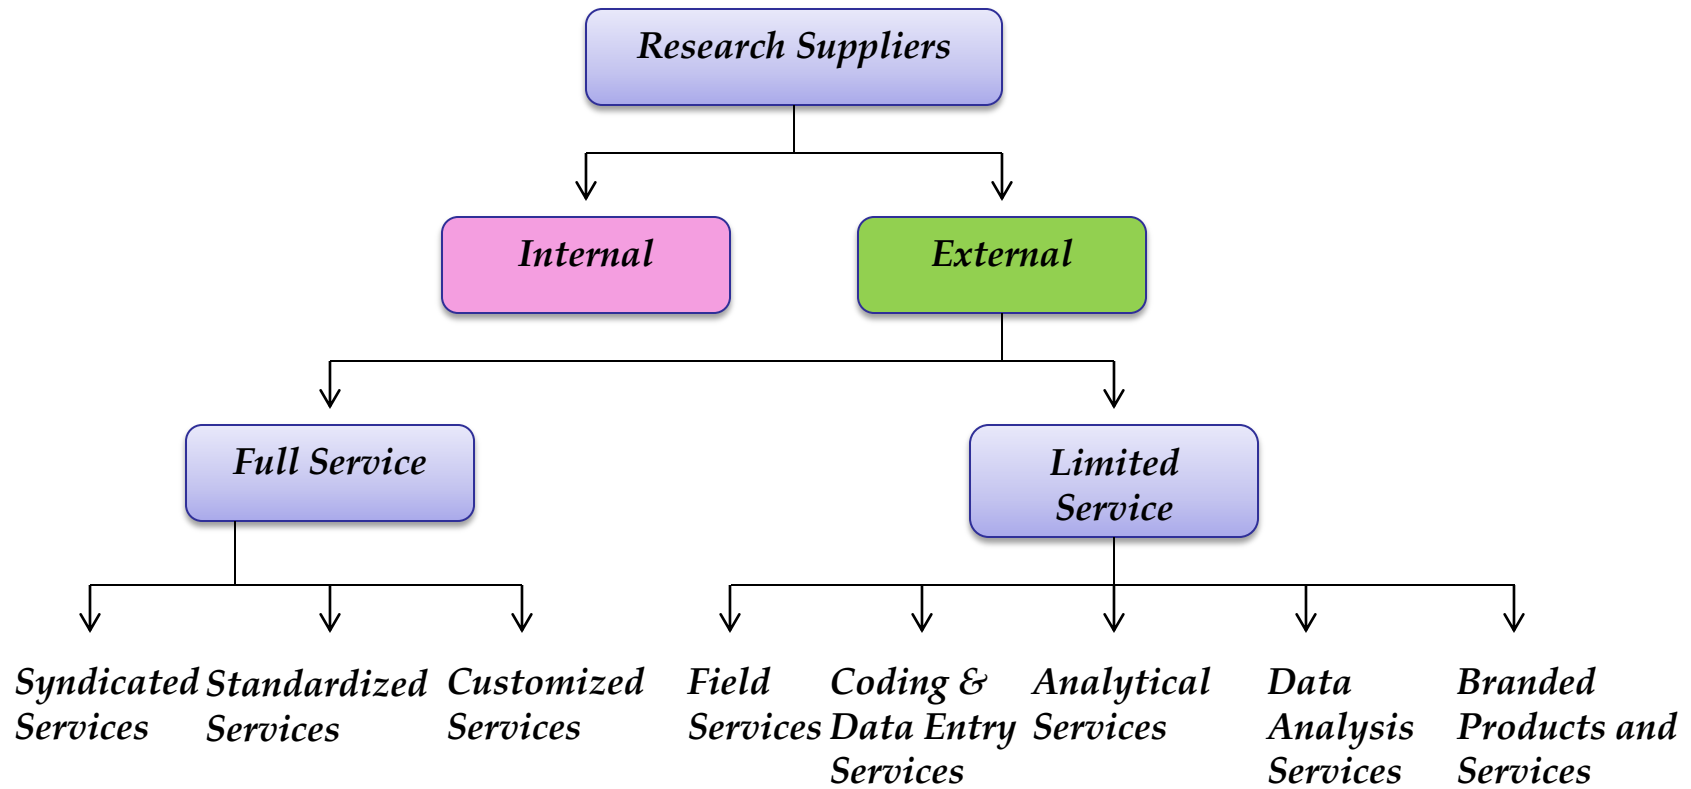 Research Suppliers
Internal
External
Full Service
Limited
Service
Syndicated
Services
Standardized
Services
Customized
Services
Field
Services
Coding &
Data Entry
Services
Analytical
Services
Data
Analysis
Services
Branded
Products and
Services